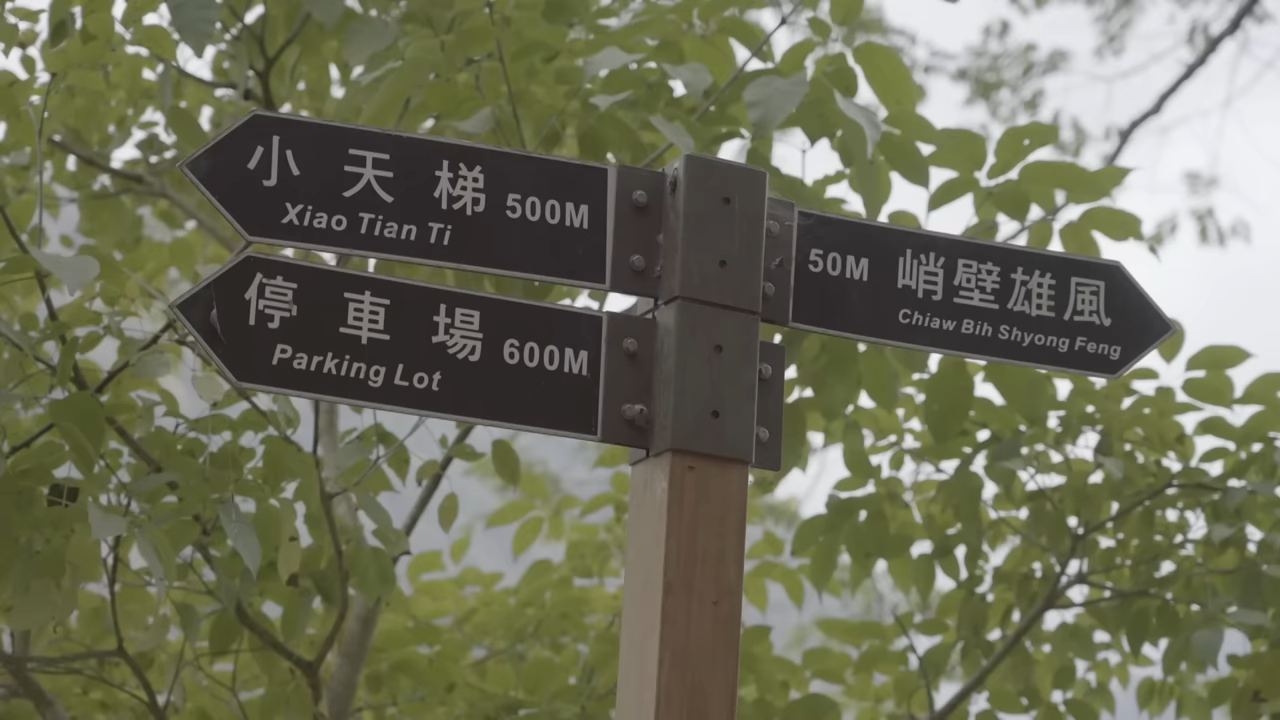 小天梯 500M
Xiao Tian Ti
停車場 600M
Parking Lot
50M 峭壁雄風
Chiaw Bih Shyong Feng